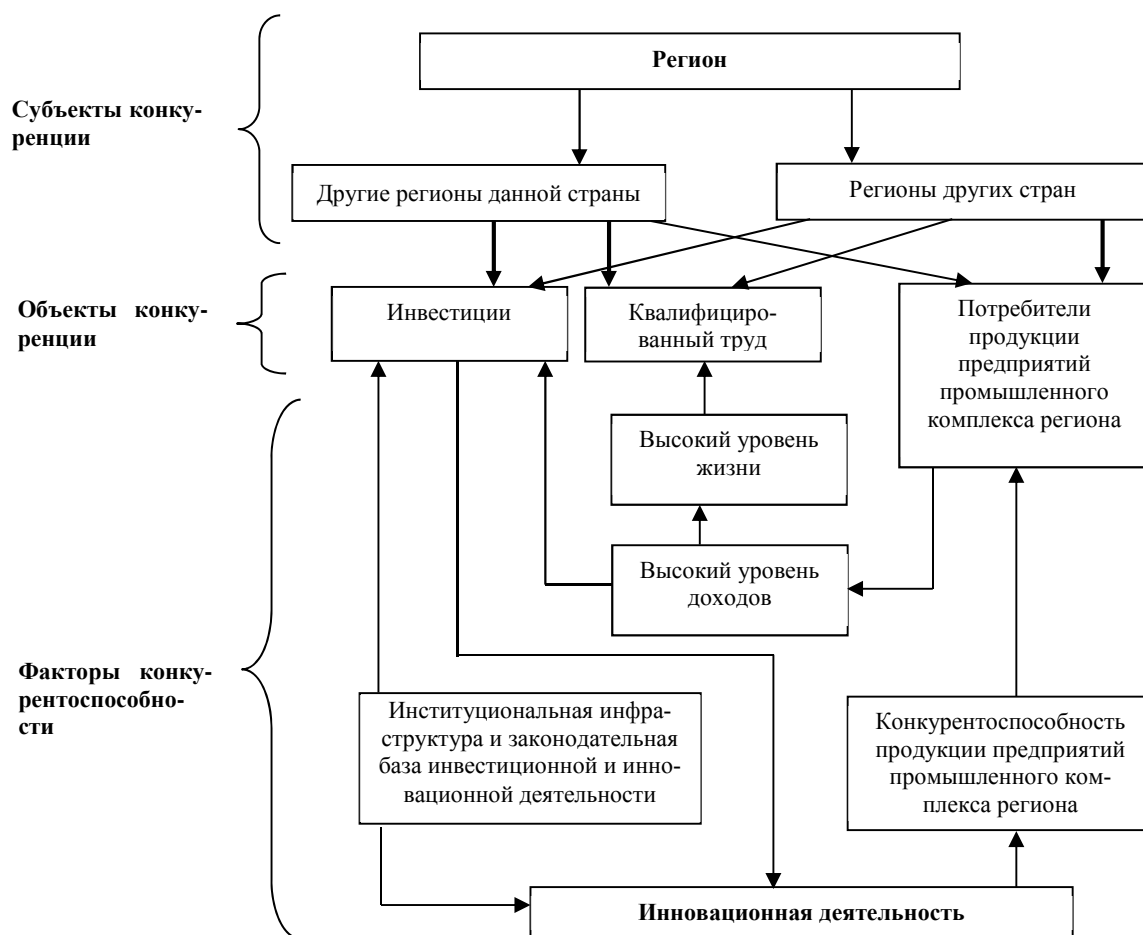 Регион
Субъекты конку-
ренции
Другие регионы данной страны
Регионы других стран
Объекты конку-
ренции
Инвестиции
Квалифициро-
ванный труд
Потребители
продукции
предприятий
промышленного
комплекса региона
Высокий уровень
жизни
Высокий уровень
доходов
Факторы конку-
рентоспособно-
сти
Институциональная инфра-
структура и законодательная
база инвестиционной и инно-
вационной деятельности
Конкурентоспособность
продукции предприятий
промышленного ком-
плекса региона
Инновационная деятельность